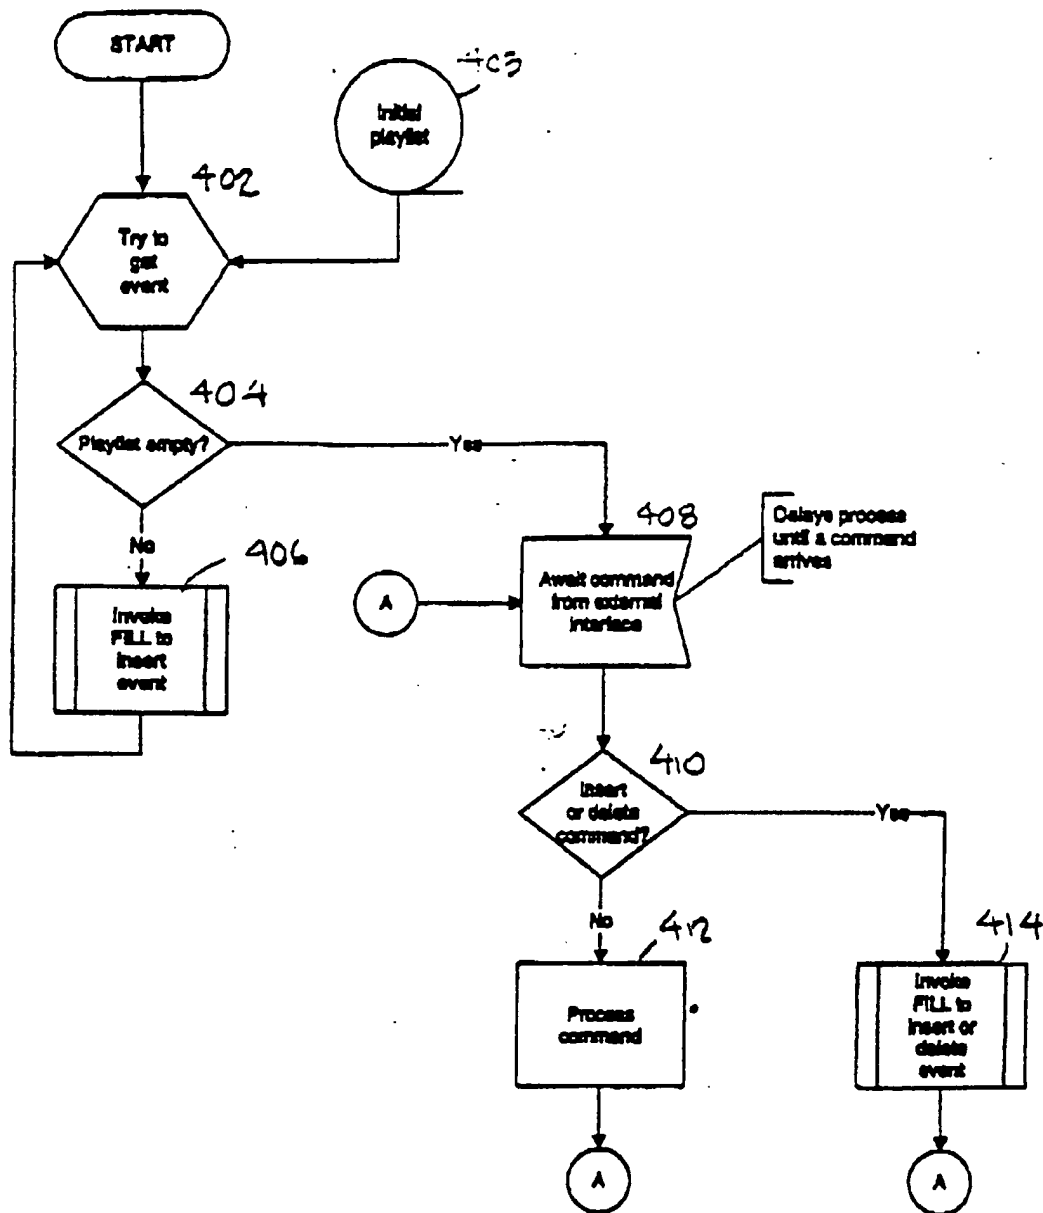 START
403
Initial
playlist
402
Try to
get
event
404
Playlist empty?
Yes
No
406
Invoke
FILL to
insert
event
408
Delays process
until a command
arrives
A
Await command
from external
interface
410
Insert
or delete
command?
Yes
No
412
414
Process
command
Invoke
FILL to
insert or
delete
event
A
A